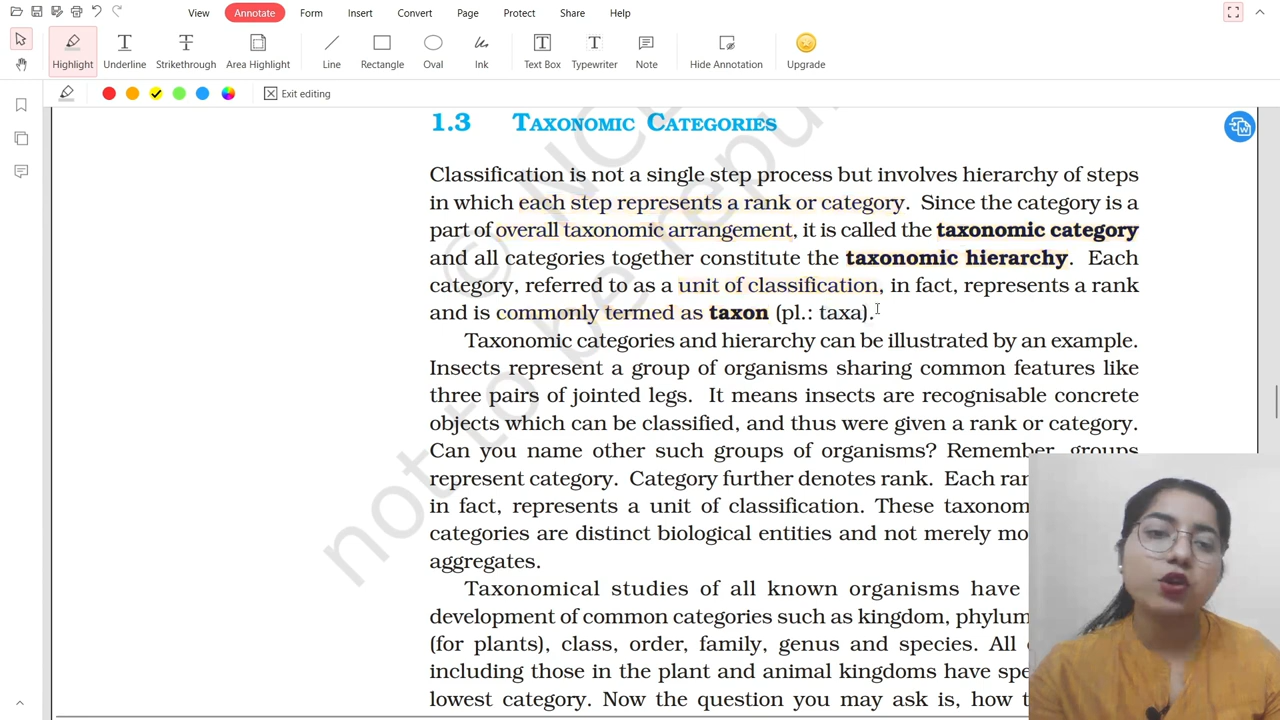 View Annotate Form Insert Convert Page Protect Share Help
Highlight Underline Strikethrough Area Highlight Line Rectangle Oval Ink Text Box Typewriter Note Hide Annotation Upgrade
Exit editing
1.3 TAXONOMIC CATEGORIES
Classification is not a single step process but involves hierarchy of steps
in which each step represents a rank or category. Since the category is a
part of overall taxonomic arrangement, it is called the taxonomic category
and all categories together constitute the taxonomic hierarchy. Each
category, referred to as a unit of classification, in fact, represents a rank
and is commonly termed as taxon (pl.: taxa).
Taxonomic categories and hierarchy can be illustrated by an example.
Insects represent a group of organisms sharing common features like
three pairs of jointed legs. It means insects are recognisable concrete
objects which can be classified, and thus were given a rank or category.
Can you name other such groups of organisms? Remember, groups
represent category. Category further denotes rank. Each ran
in fact, represents a unit of classification. These taxonom
categories are distinct biological entities and not merely mo
aggregates.
Taxonomical studies of all known organisms have
development of common categories such as kingdom, phylum
(for plants), class, order, family, genus and species. All
including those in the plant and animal kingdoms have spe
lowest category. Now the question you may ask is, how t
© NC
not to be republ